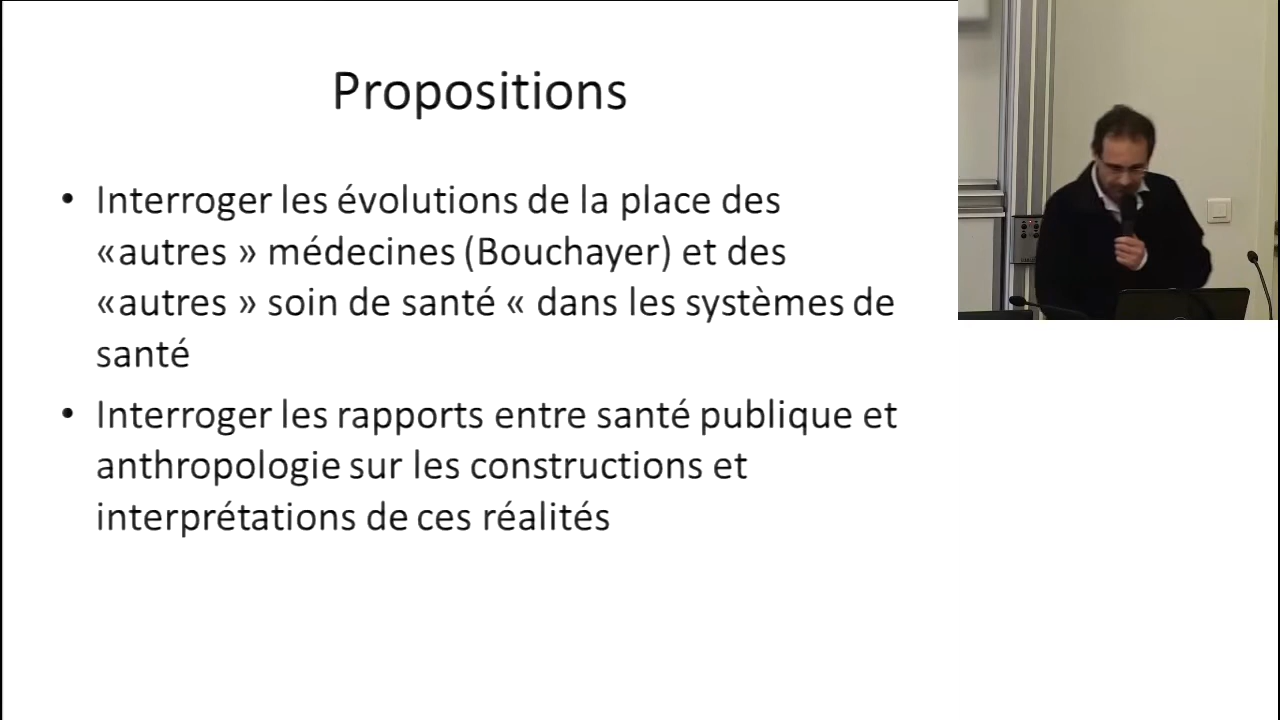 Propositions
• Interroger les évolutions de la place des
«autres » médecines (Bouchayer) et des
«autres » soin de santé « dans les systèmes de
santé
• Interroger les rapports entre santé publique et
anthropologie sur les constructions et
interprétations de ces réalités